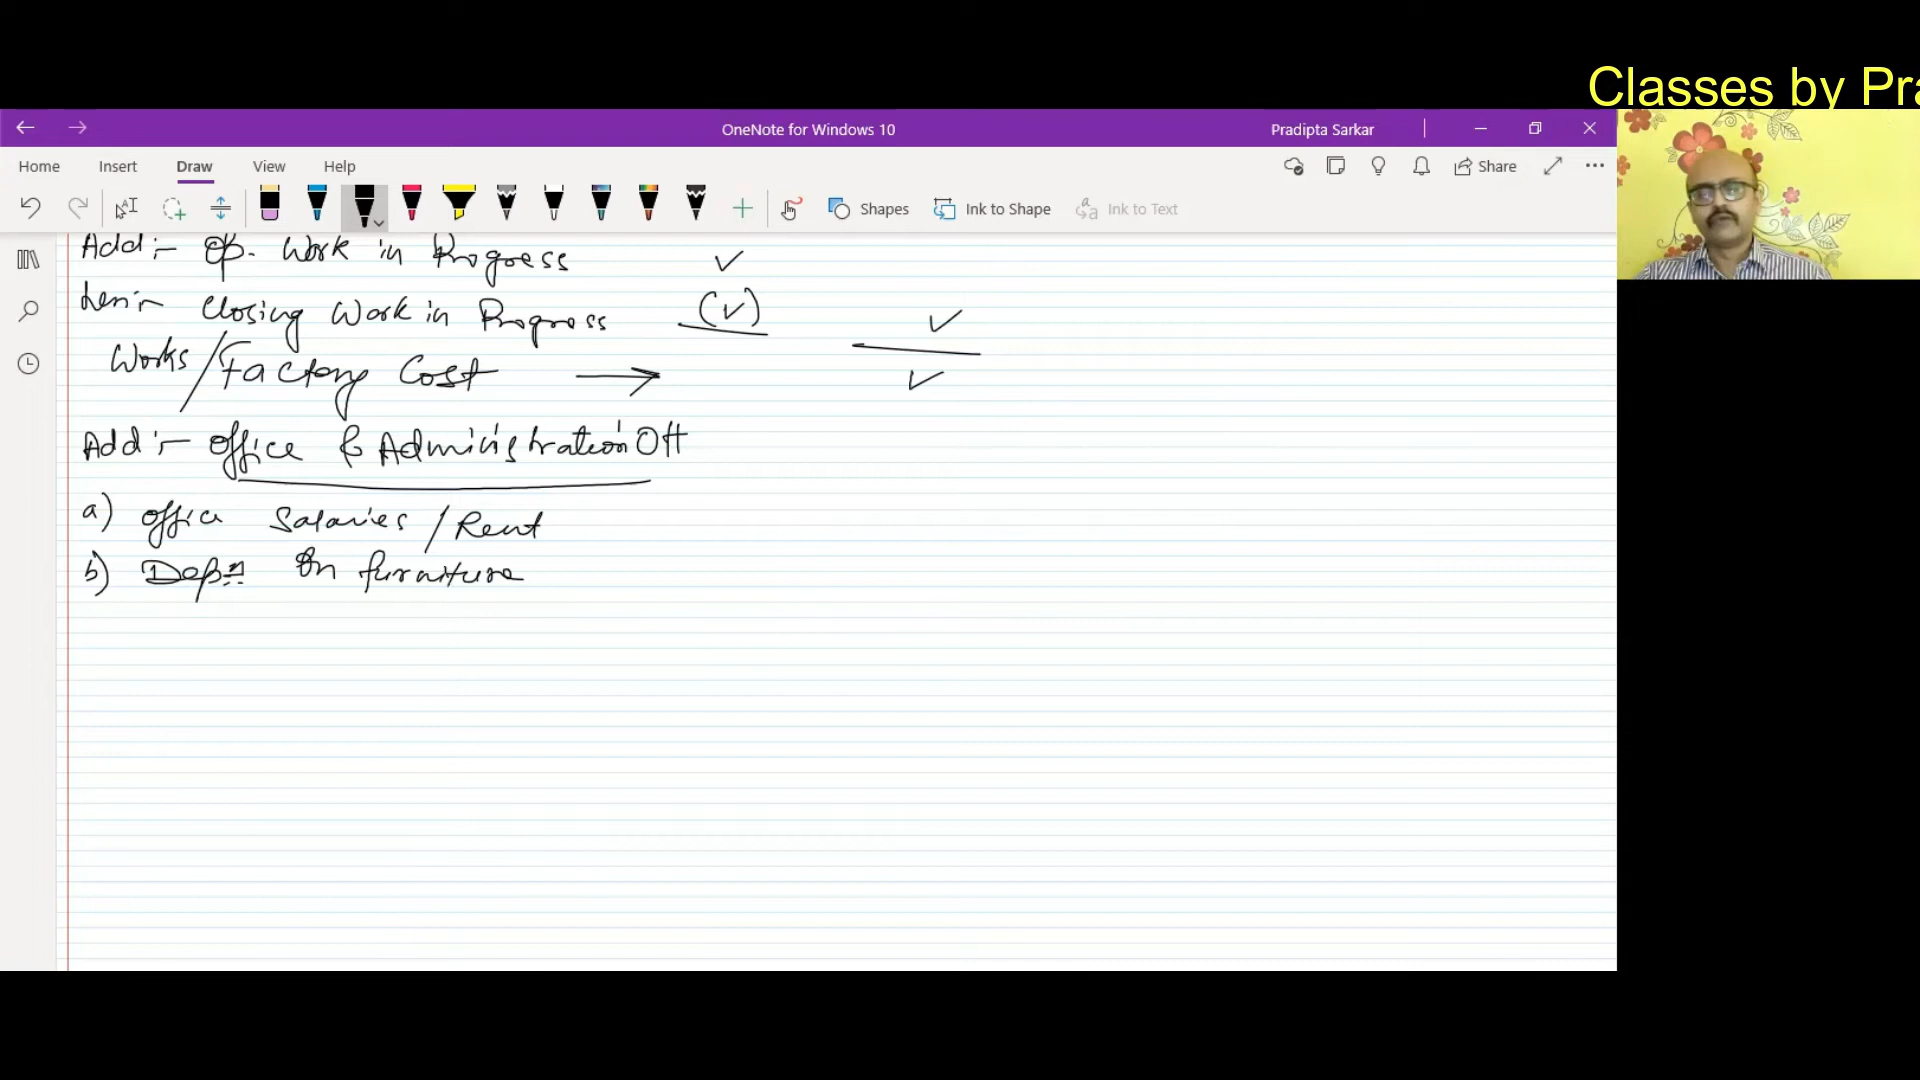 Classes by Pra
OneNote for Windows 10
Pradipta Sarkar
Home Insert Draw View Help
Share
Shapes Ink to Shape Ink to Text
Add:- Op. Work in Progress ✓
Less:- Closing Work in Progress (✓) ✓
Works/Factory Cost → ✓
Add:- Office & Administration OH
a) Office Salaries/Rent
b) Depn on furniture